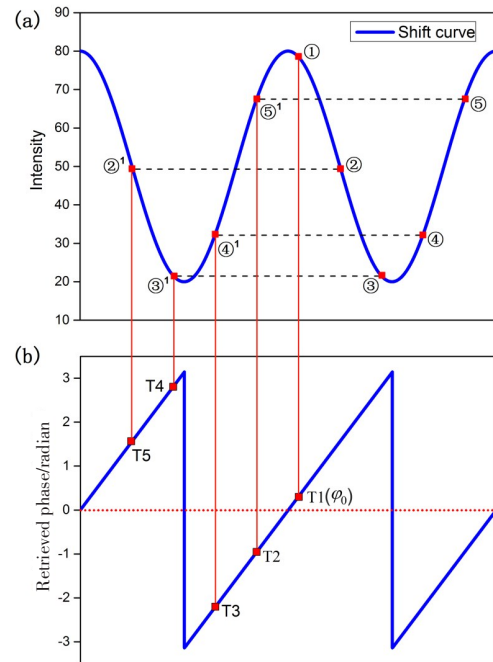 (a)
80
70
60
50
40
30
20
10
Intensity
Shift curve
①
②¹
②
③¹
③
④¹
④
⑤¹
⑤
(b)
3
2
1
0
-1
-2
-3
Retrieved phase/radian
T4
T5
T1(φ₀)
T2
T3